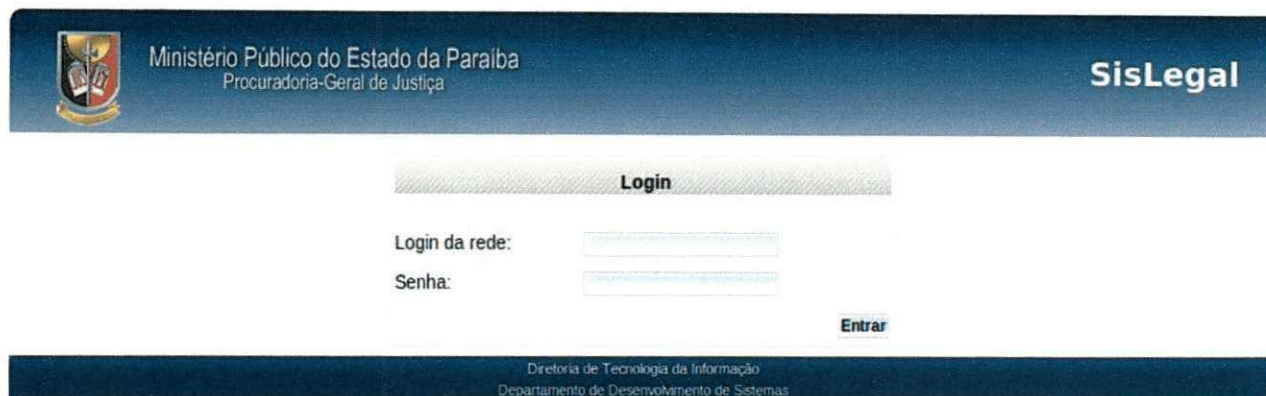 Ministério Público do Estado da Paraíba
Procuradoria-Geral de Justiça
SisLegal
Login
Login da rede:
Senha:
Entrar
Diretoria de Tecnologia da Informação
Departamento de Desenvolvimento de Sistemas